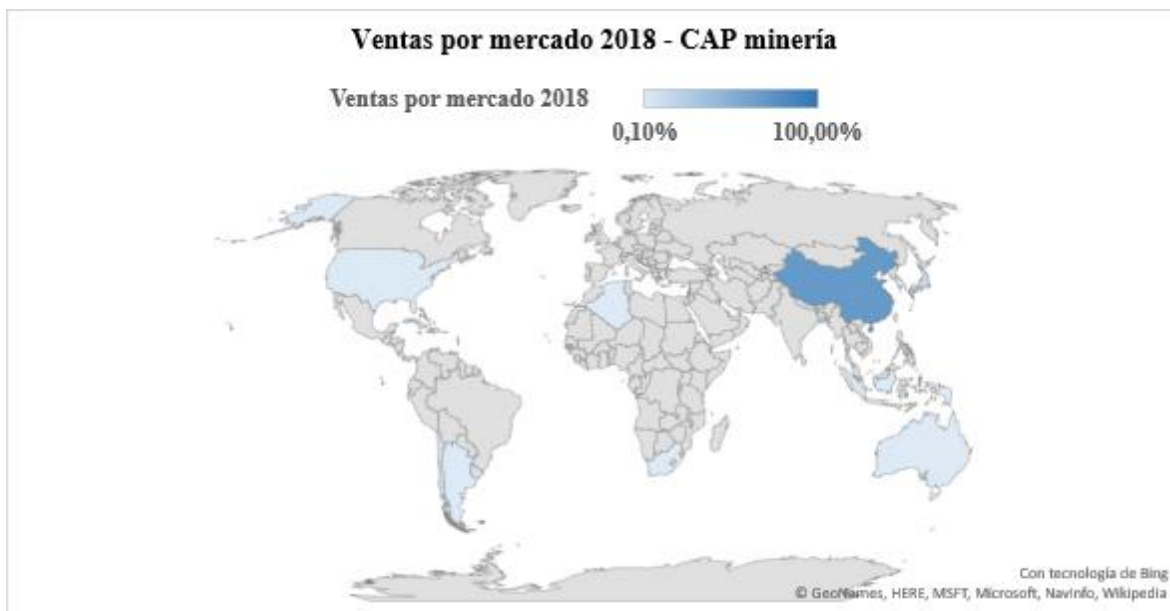 Ventas por mercado 2018 - CAP minería
Ventas por mercado 2018
0,10% 100,00%
Con tecnología de Bing
© GeoNames, HERE, MSFT, Microsoft, NavInfo, Wikipedia